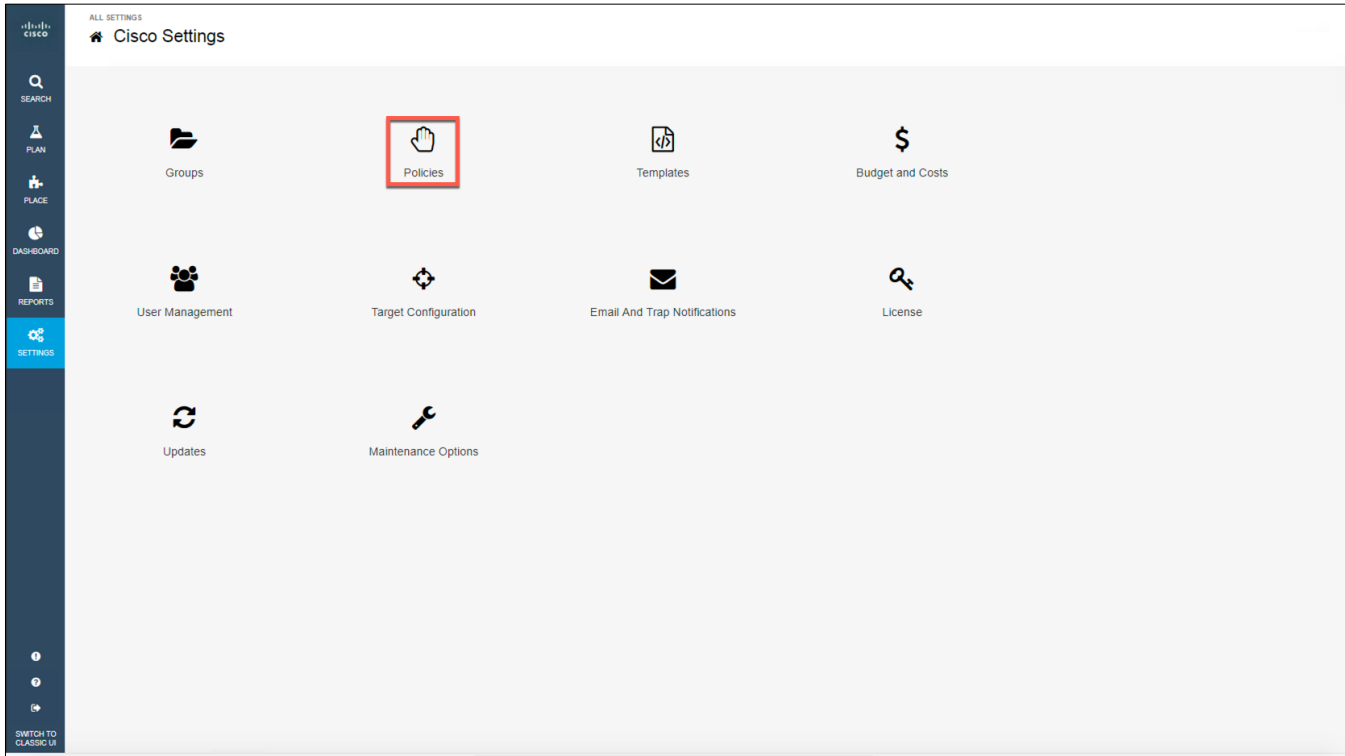 CISCO
ALL SETTINGS
Cisco Settings
SEARCH
PLAN
PLACE
DASHBOARD
REPORTS
SETTINGS
Groups
Policies
Templates
Budget and Costs
User Management
Target Configuration
Email And Trap Notifications
License
Updates
Maintenance Options
SWITCH TO
CLASSIC UI